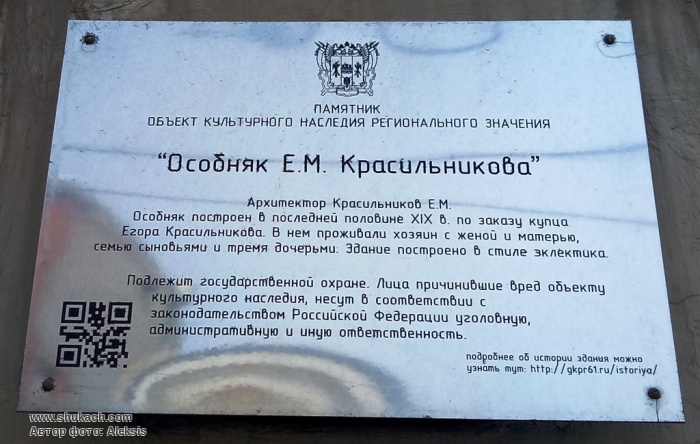 ПАМЯТНИК
ОБЪЕКТ КУЛЬТУРНОГО НАСЛЕДИЯ РЕГИОНАЛЬНОГО ЗНАЧЕНИЯ
“Особняк Е.М. Красильникова”
Архитектор Красильников Е.М.
Особняк построен в последней половине XIX в. по заказу купца
Егора Красильникова. В нем проживали хозяин с женой и матерью,
семью сыновьями и тремя дочерьми. Здание построено в стиле эклектика.
Подлежит государственной охране. Лица причинившие вред объекту
культурного наследия, несут в соответствии с
законодательством Российской Федерации уголовную,
административную и иную ответственность.
подробнее об истории здания можно
узнать тут: http://gkpr61.ru/istoriya/
www.shukach.com
Автор фото: Aleksis